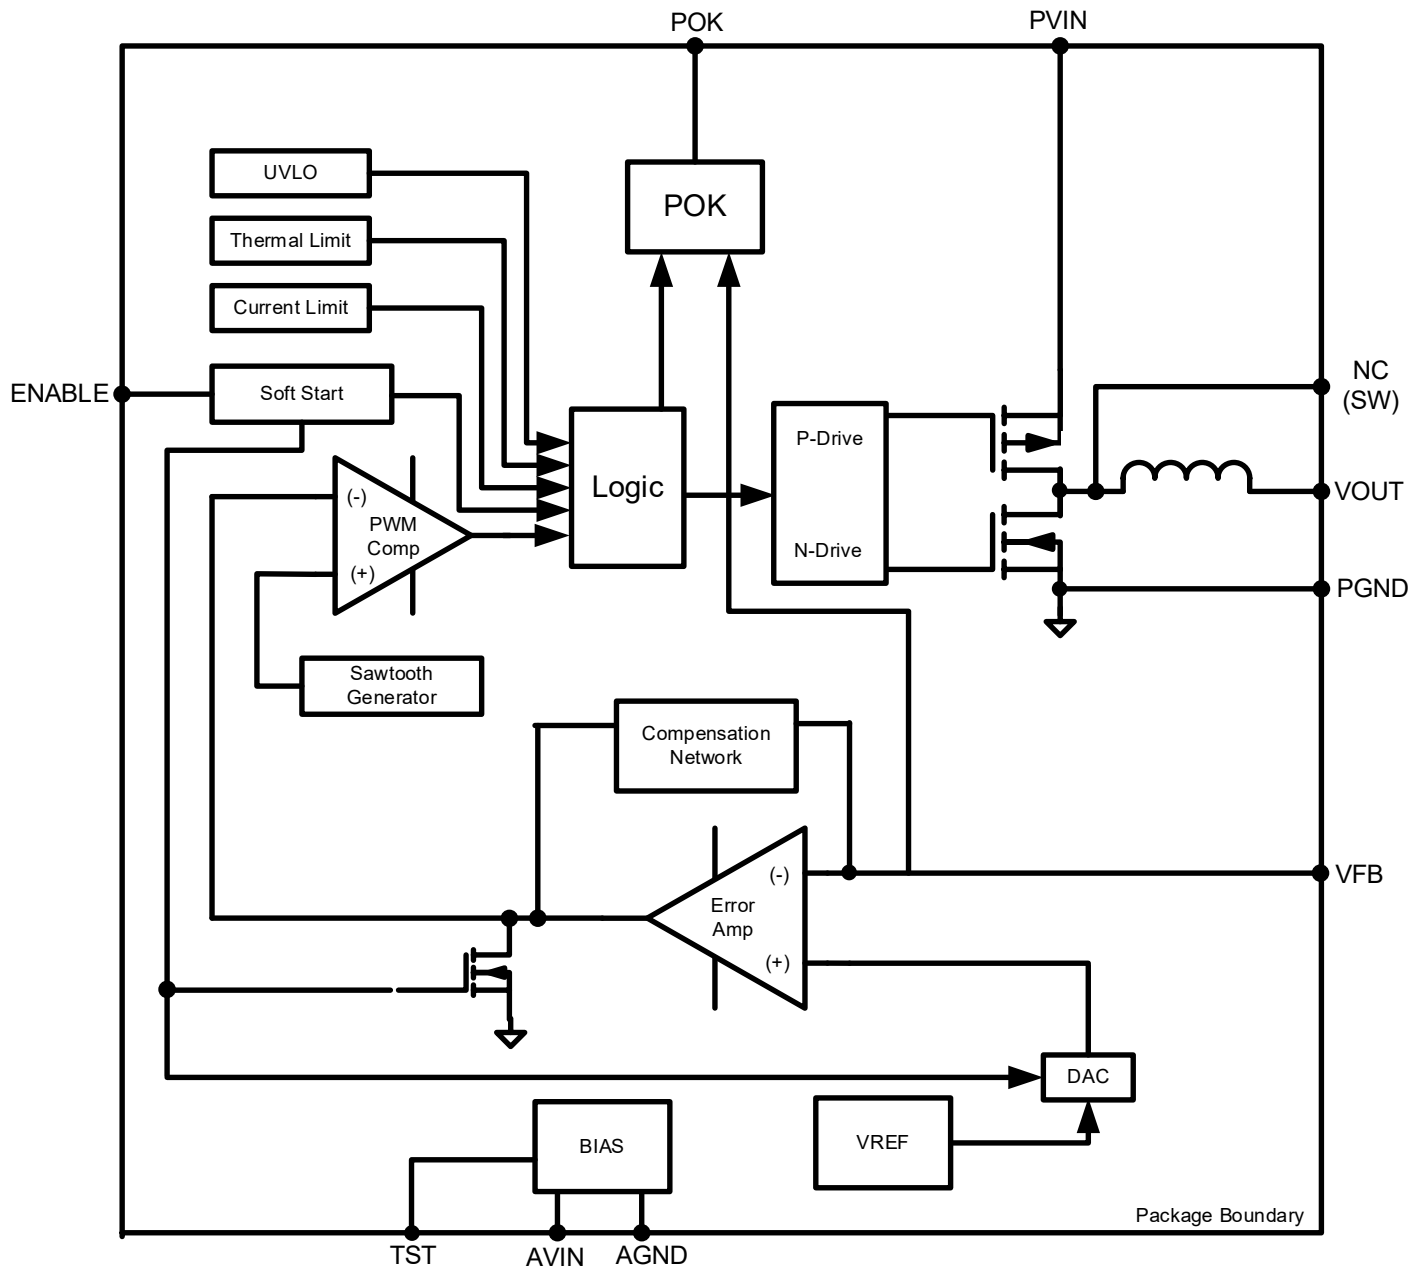 POK
PVIN
UVLO
POK
Thermal Limit
Current Limit
ENABLE
Soft Start
NC
(SW)
P-Drive
Logic
(-)
PWM
Comp
(+)
N-Drive
VOUT
PGND
Sawtooth
Generator
Compensation
Network
(-)
Error
Amp
(+)
VFB
DAC
BIAS
VREF
Package Boundary
TST
AVIN
AGND